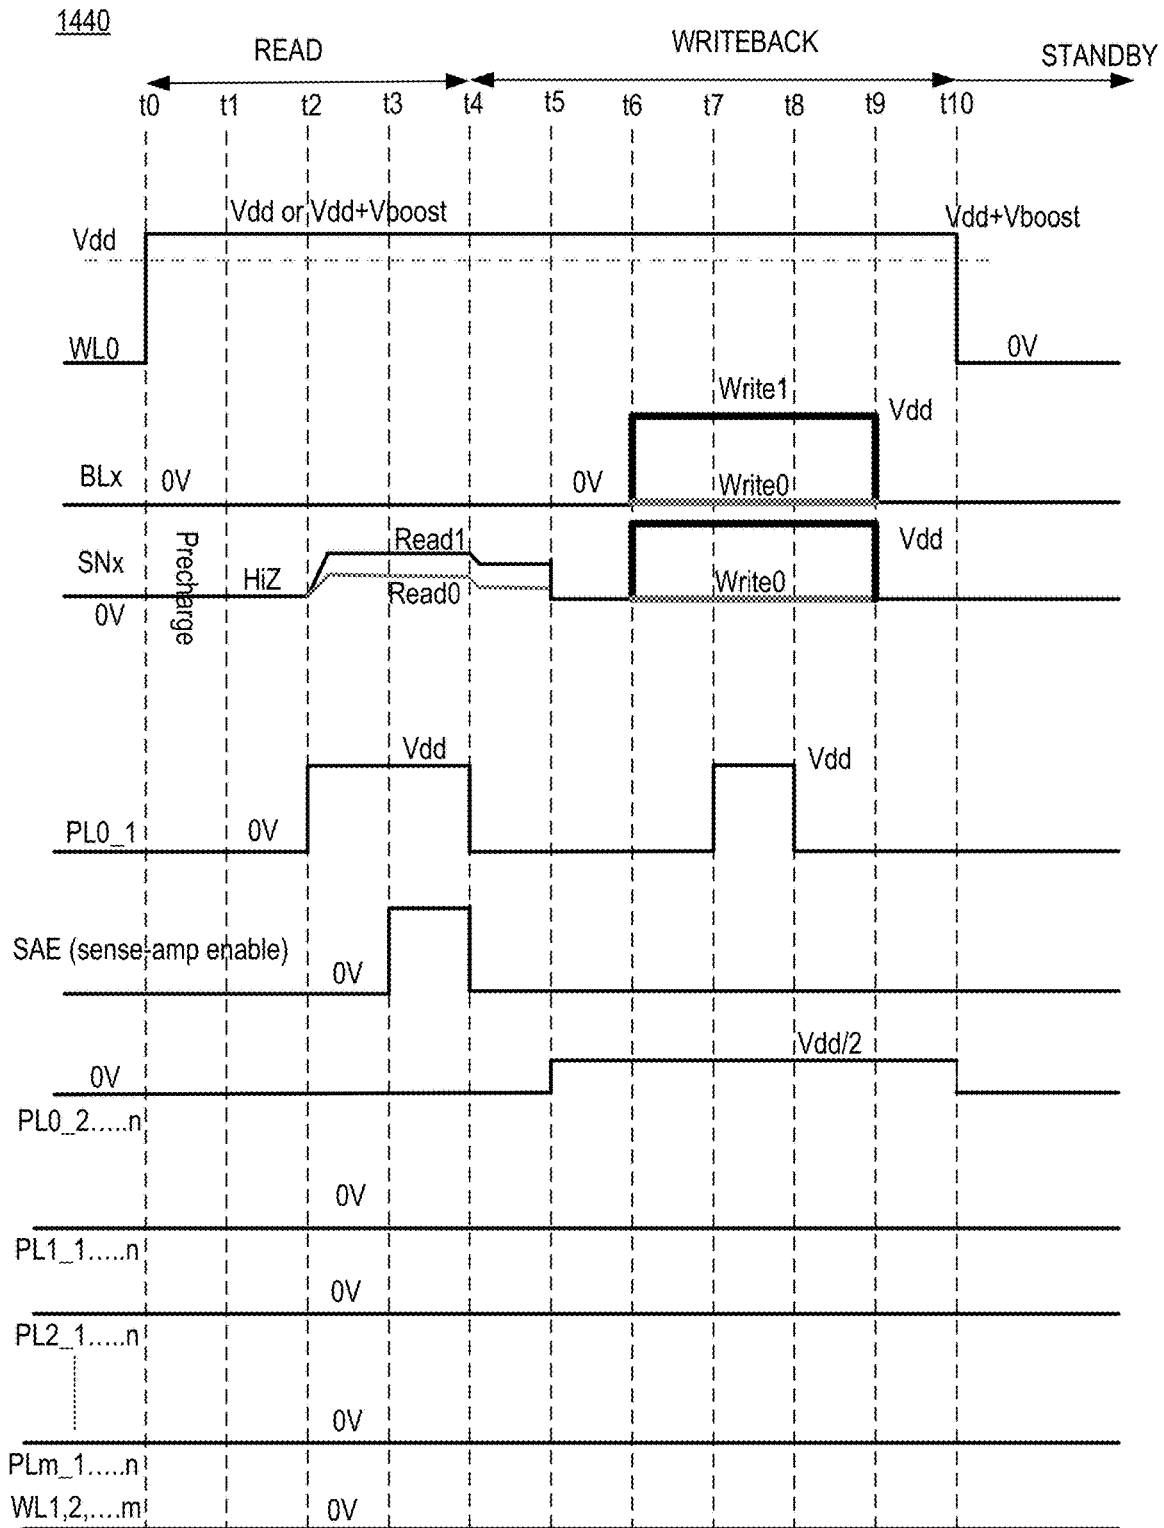 1440
READ
WRITEBACK
STANDBY
t0 t1 t2 t3 t4 t5 t6 t7 t8 t9 t10
Vdd or Vdd+Vboost
Vdd+Vboost
Vdd
WL0
0V
Write1
Vdd
BLx
0V
0V
Write0
Precharge
SNx
HiZ
Read1
Vdd
0V
Read0
Write0
Vdd
Vdd
PL0_1
0V
SAE (sense-amp enable)
0V
Vdd/2
0V
PL0_2.....n
0V
PL1_1.....n
0V
PL2_1.....n
0V
PLm_1.....n
WL1,2,....m
0V